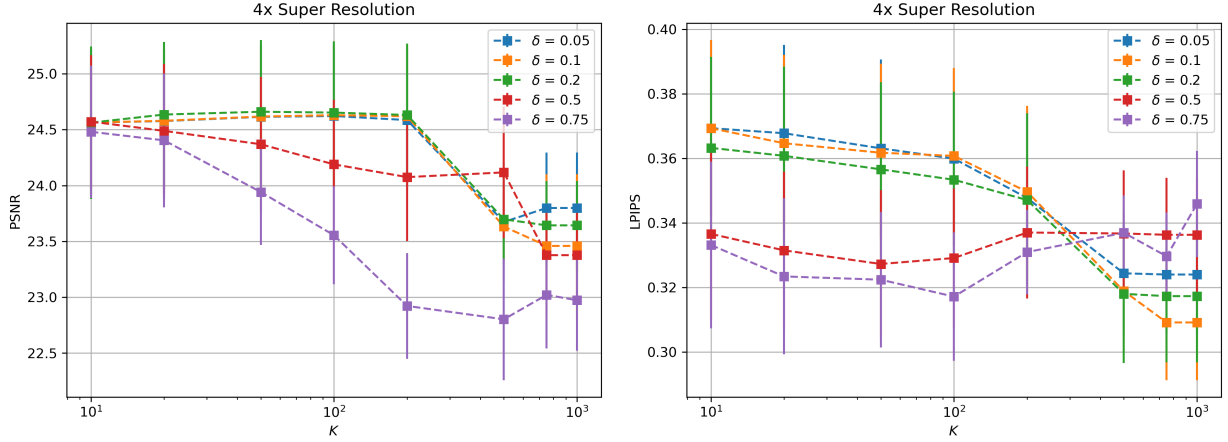 4x Super Resolution
PSNR
25.0
24.5
24.0
23.5
23.0
22.5
δ = 0.05
δ = 0.1
δ = 0.2
δ = 0.5
δ = 0.75
10¹
10²
10³
K
4x Super Resolution
LPIPS
0.40
0.38
0.36
0.34
0.32
0.30
δ = 0.05
δ = 0.1
δ = 0.2
δ = 0.5
δ = 0.75
10¹
10²
10³
K